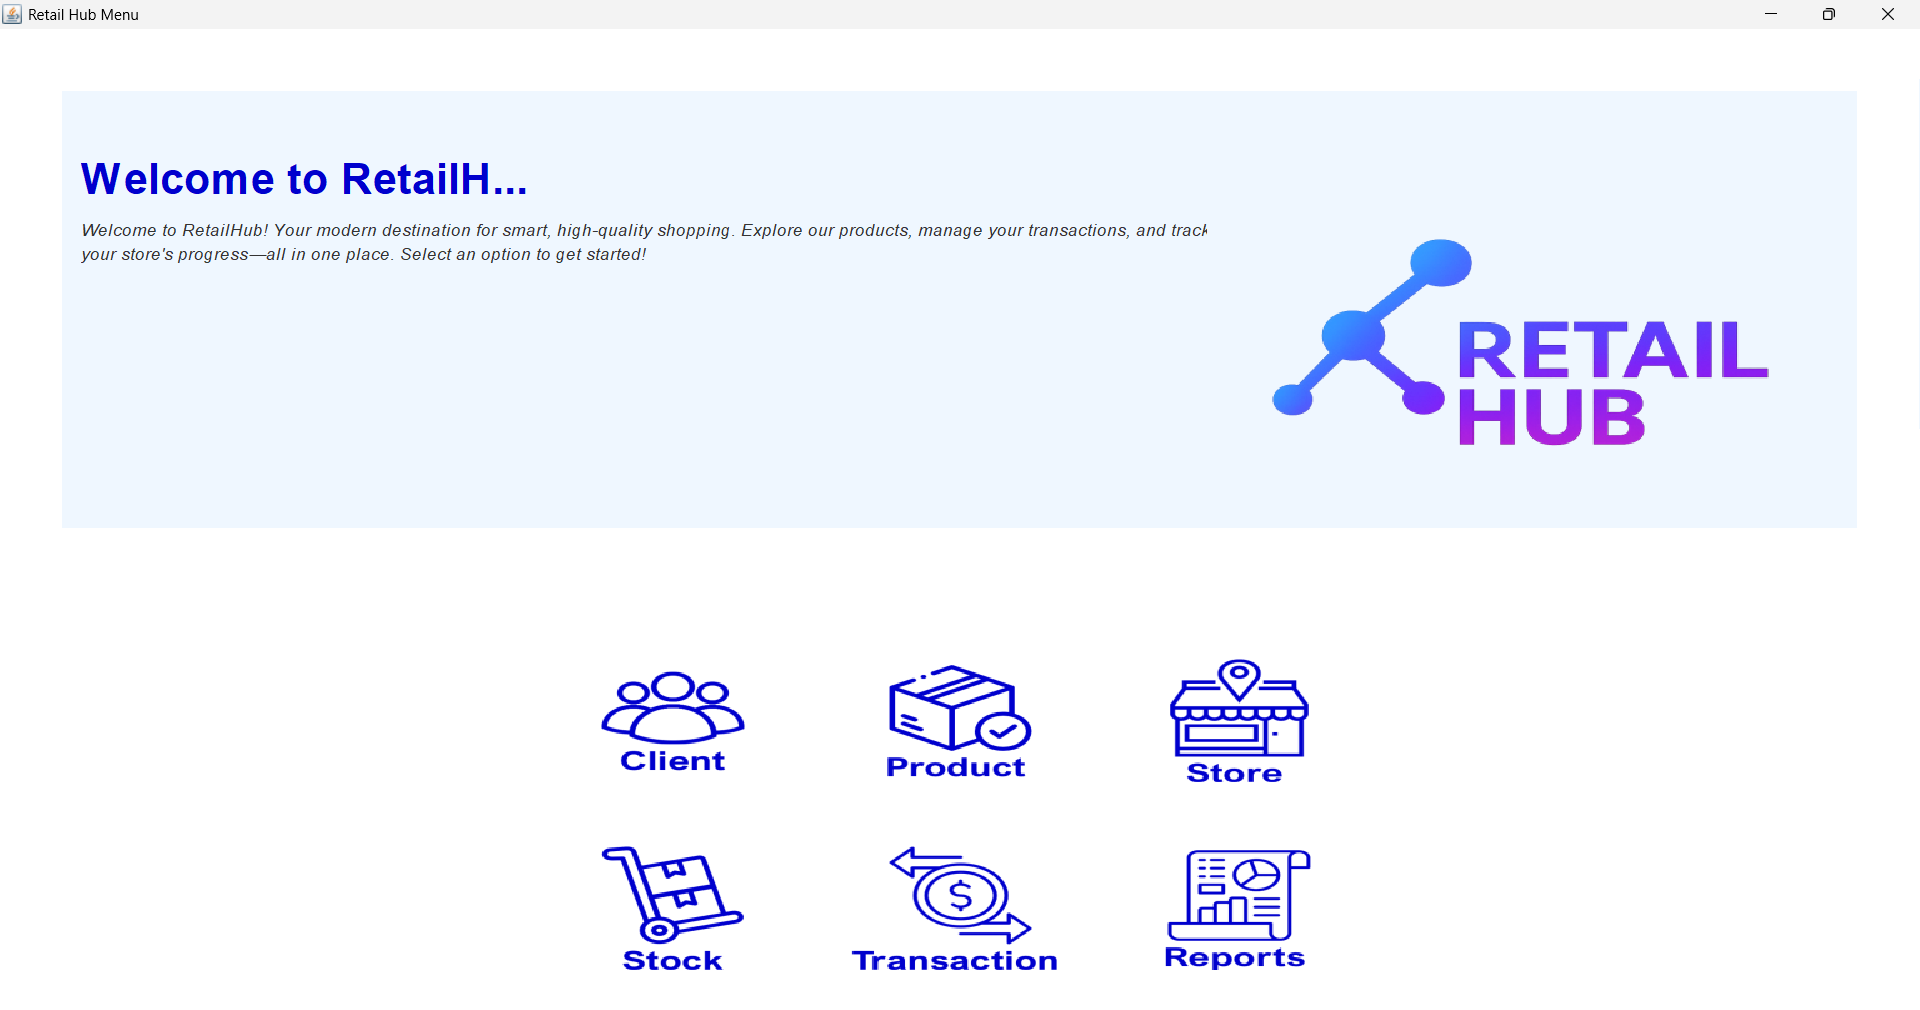 Retail Hub Menu
Welcome to RetailH...
Welcome to RetailHub! Your modern destination for smart, high-quality shopping. Explore our products, manage your transactions, and track
your store's progress—all in one place. Select an option to get started!
RETAIL
HUB
Client
Product
Store
$
Stock
Transaction
Reports